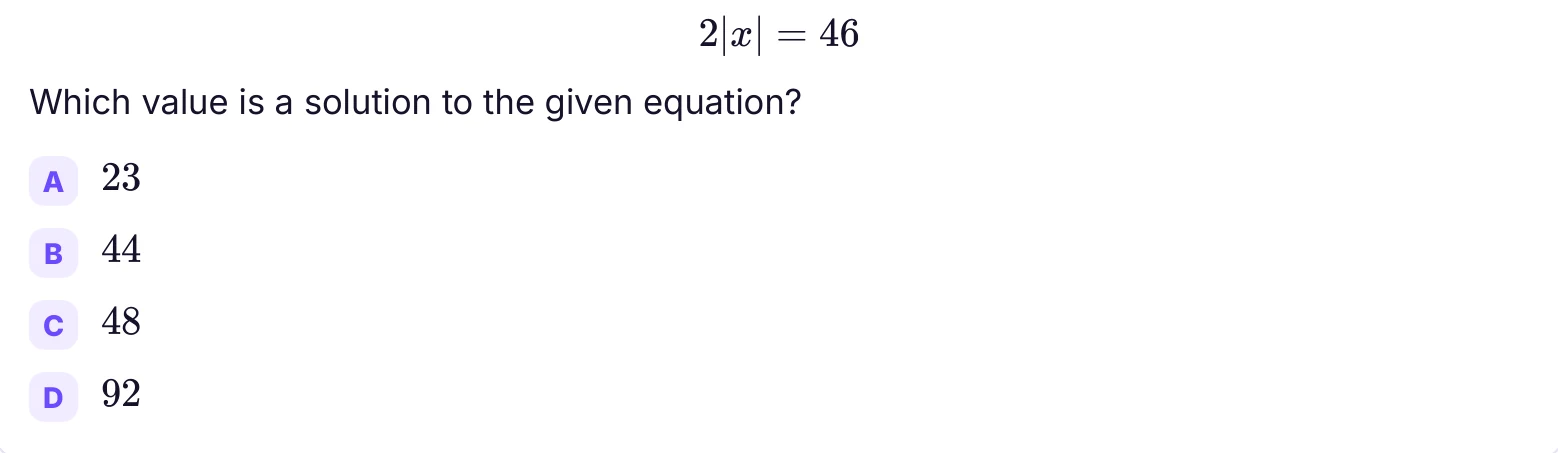 2|x| = 46
Which value is a solution to the given equation?
A 23
B 44
C 48
D 92